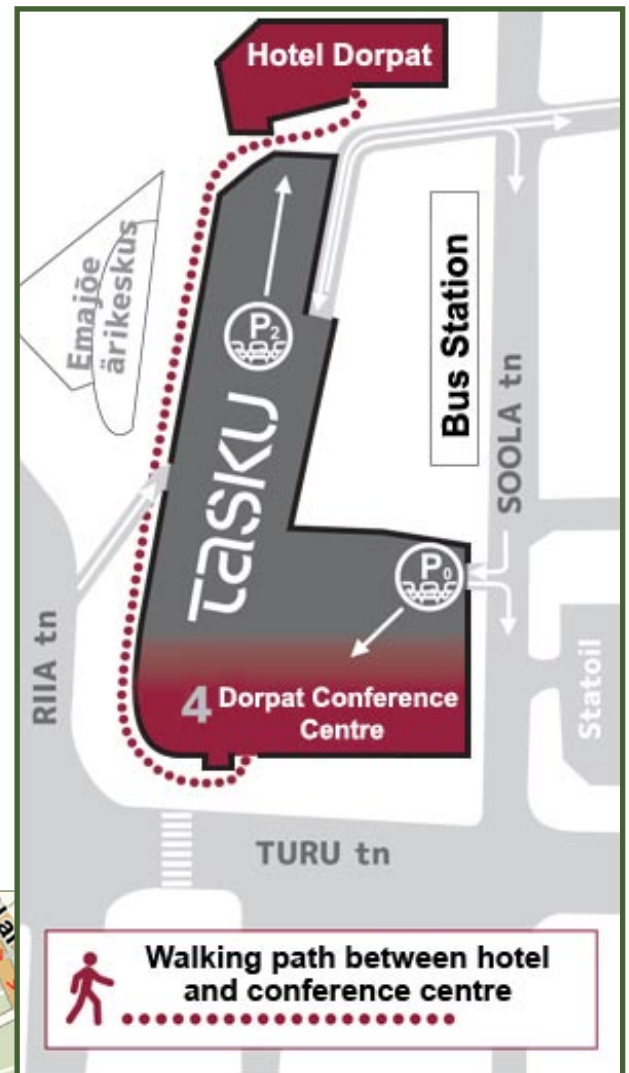 Hotel Dorpat
Emajõe
ärikeskus
P2
TASKU
Bus Station
SOOLA tn
P0
RIIA tn
4 Dorpat Conference
Centre
Statoil
TURU tn
Walking path between hotel
and conference centre